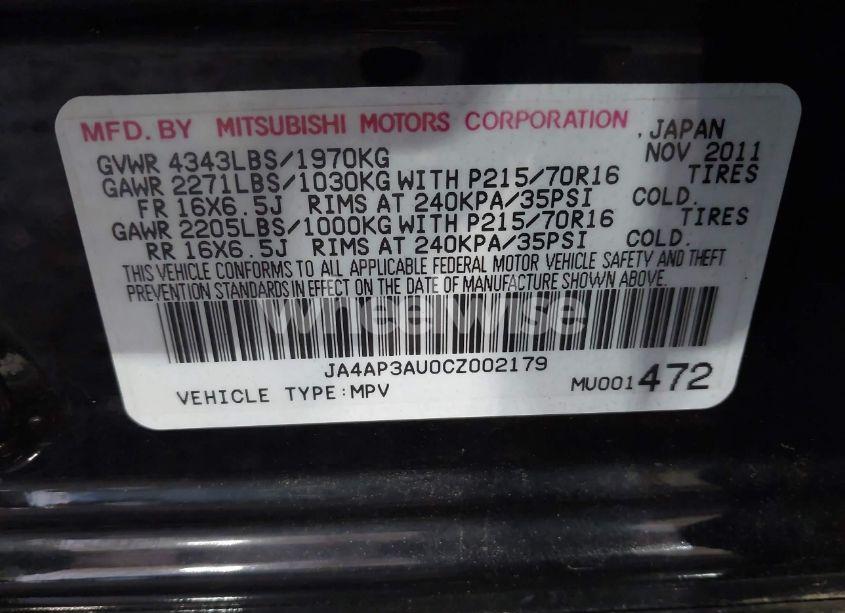 MFD. BY MITSUBISHI MOTORS CORPORATION , JAPAN
GVWR 4343LBS/1970KG NOV 2011
GAWR 2271LBS/1030KG WITH P215/70R16 TIRES
FR 16X6.5J RIMS AT 240KPA/35PSI COLD.
GAWR 2205LBS/1000KG WITH P215/70R16 TIRES
RR 16X6.5J RIMS AT 240KPA/35PSI COLD.
THIS VEHICLE CONFORMS TO ALL APPLICABLE FEDERAL MOTOR VEHICLE SAFETY AND THEFT
PREVENTION STANDARDS IN EFFECT ON THE DATE OF MANUFACTURE SHOWN ABOVE.
wheelwise
JA4AP3AU0CZ002179
VEHICLE TYPE:MPV MU001472